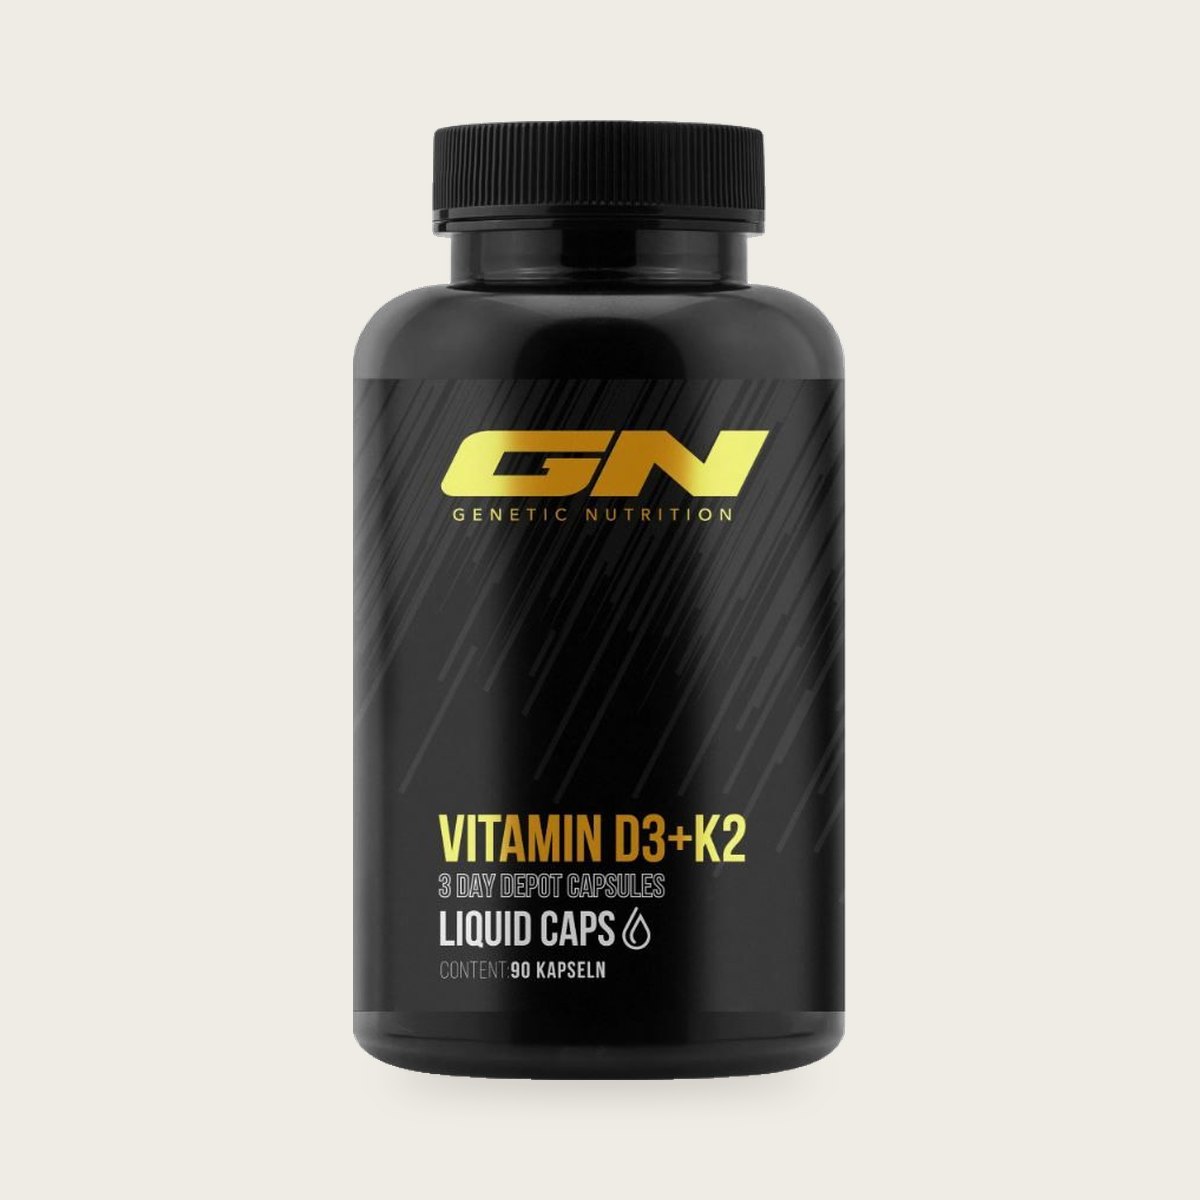 GN
GENETIC NUTRITION
VITAMIN D3+K2
3 DAY DEPOT CAPSULES
LIQUID CAPS
CONTENT:90 KAPSELN